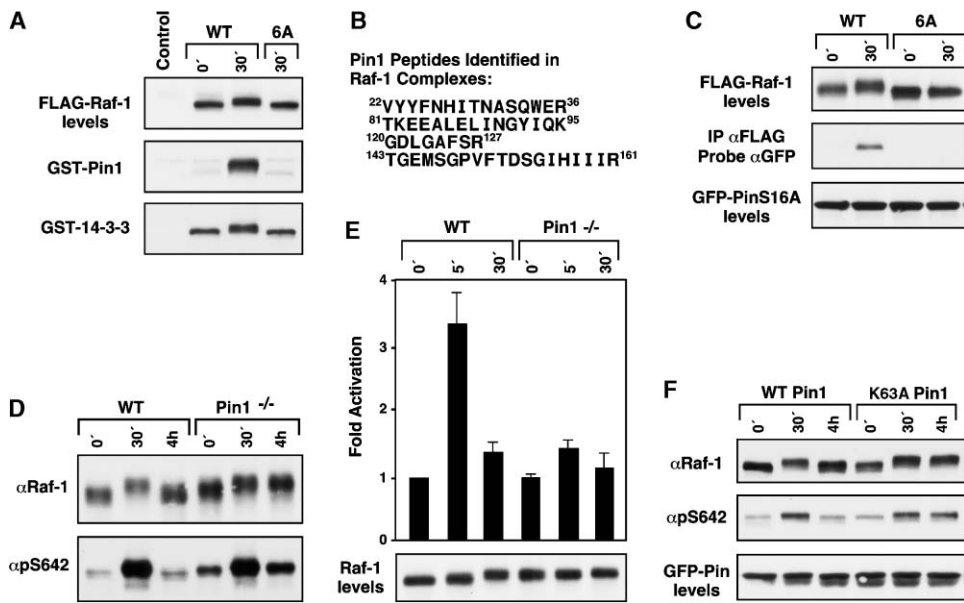 A
Control
WT
6A
0´
30´
30´
FLAG-Raf-1
levels
GST-Pin1
GST-14-3-3
B
Pin1 Peptides Identified in
Raf-1 Complexes:
22VYYFNHITNASQWER36
81TKEEALELINGYIQK95
120GDLGAFSR127
143TGEMSGPVFTDSGIHIIIR161
C
WT
6A
0´
30´
0´
30´
FLAG-Raf-1
levels
IP αFLAG
Probe αGFP
GFP-PinS16A
levels
D
WT
Pin1 -/-
0´
30´
4h
0´
30´
4h
αRaf-1
αpS642
E
WT
Pin1 -/-
0´
5´
30´
0´
5´
30´
4
3
2
1
0
Fold Activation
Raf-1
levels
F
WT Pin1
K63A Pin1
0´
30´
4h
0´
30´
4h
αRaf-1
αpS642
GFP-Pin
levels